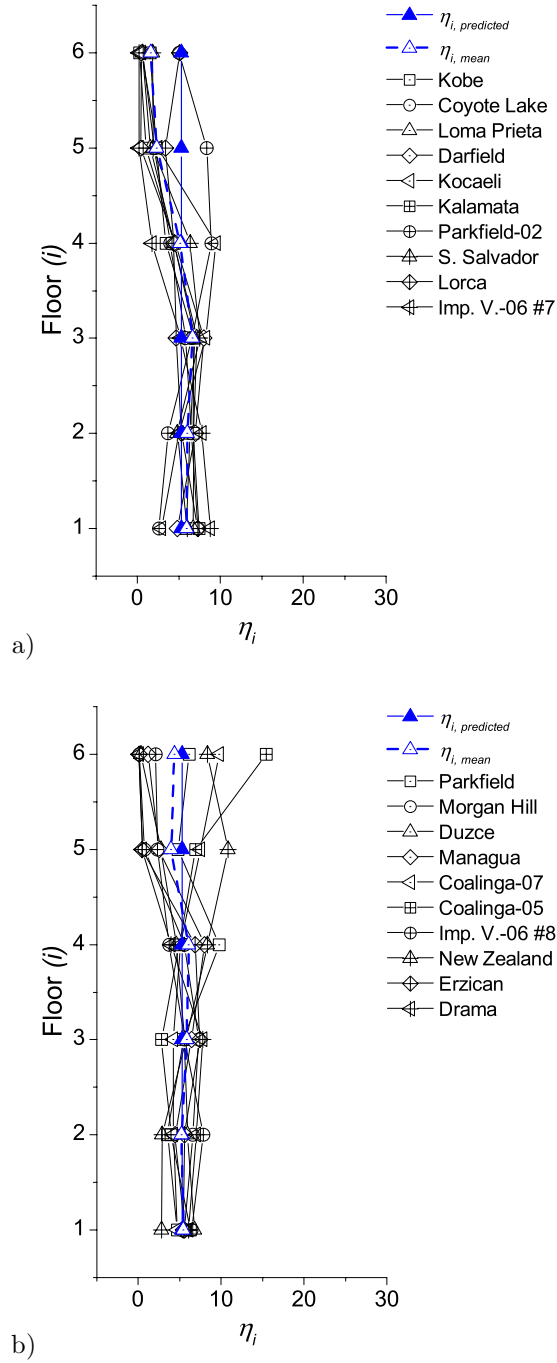 6
5
4
3
2
1
Floor (i)
0 10 20 30
η_i
η_i, predicted
η_i, mean
Kobe
Coyote Lake
Loma Prieta
Darfield
Kocaeli
Kalamata
Parkfield-02
S. Salvador
Lorca
Imp. V.-06 #7
a)
6
5
4
3
2
1
Floor (i)
0 10 20 30
η_i
η_i, predicted
η_i, mean
Parkfield
Morgan Hill
Duzce
Managua
Coalinga-07
Coalinga-05
Imp. V.-06 #8
New Zealand
Erzican
Drama
b)